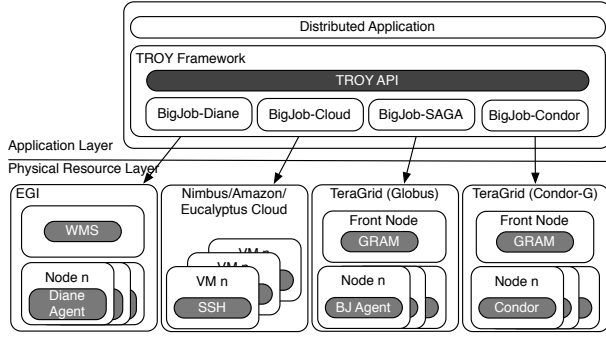 Distributed Application
TROY Framework
TROY API
BigJob-Diane
BigJob-Cloud
BigJob-SAGA
BigJob-Condor
Application Layer
Physical Resource Layer
EGI
WMS
Node n
Diane
Agent
Nimbus/Amazon/
Eucalyptus Cloud
VM n
VM n
VM n
SSH
TeraGrid (Globus)
Front Node
GRAM
Node n
BJ Agent
TeraGrid (Condor-G)
Front Node
GRAM
Node n
Condor